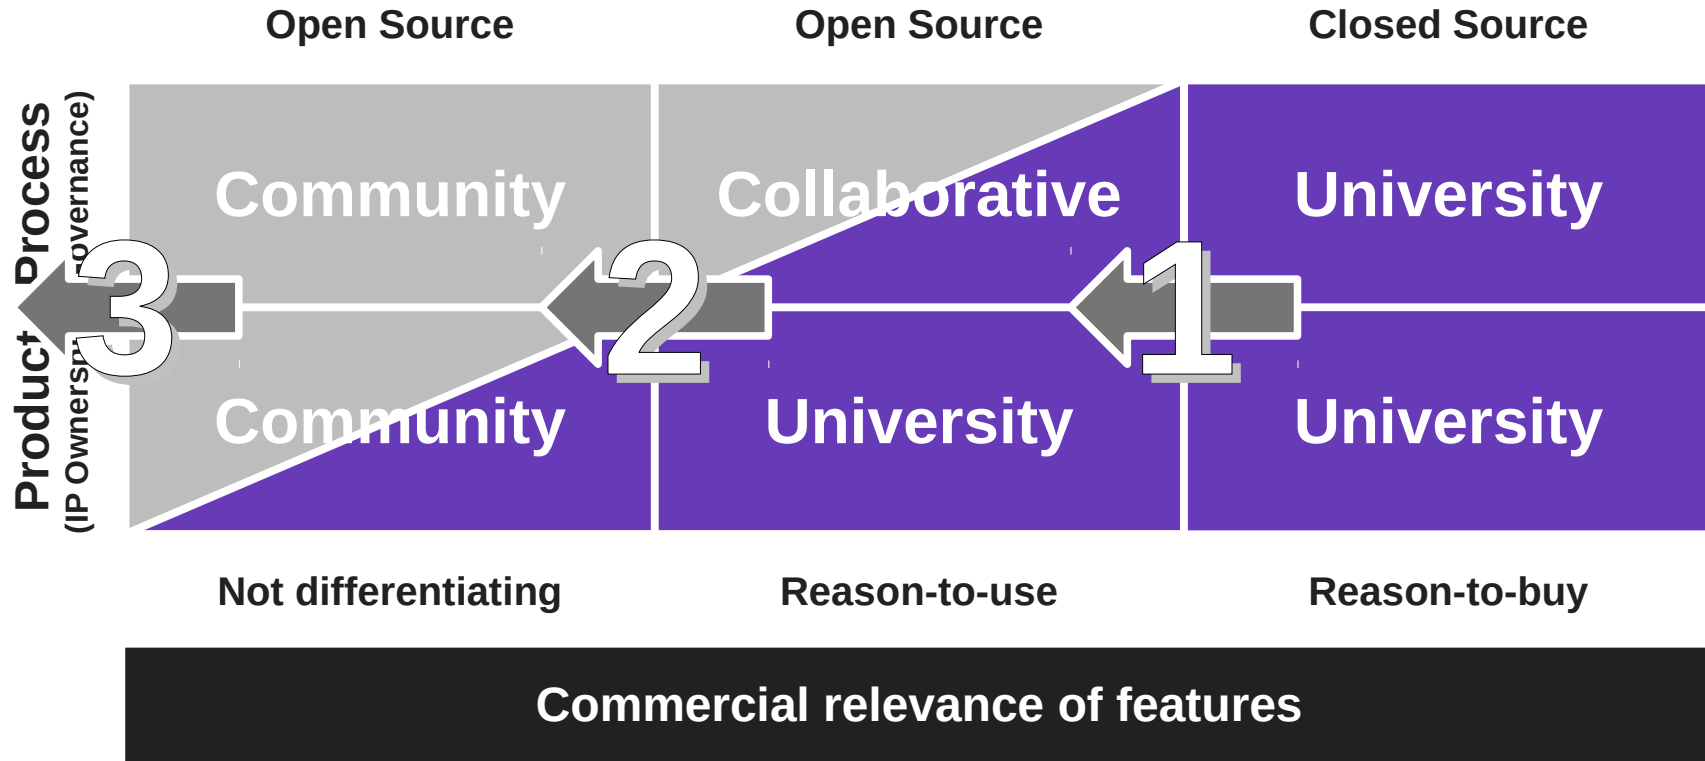 Open Source
Open Source
Closed Source
Process
Product
(IP
Community
Collaborative
University
3
2
1
Community
University
University
Not differentiating
Reason-to-use
Reason-to-buy
Commercial relevance of features